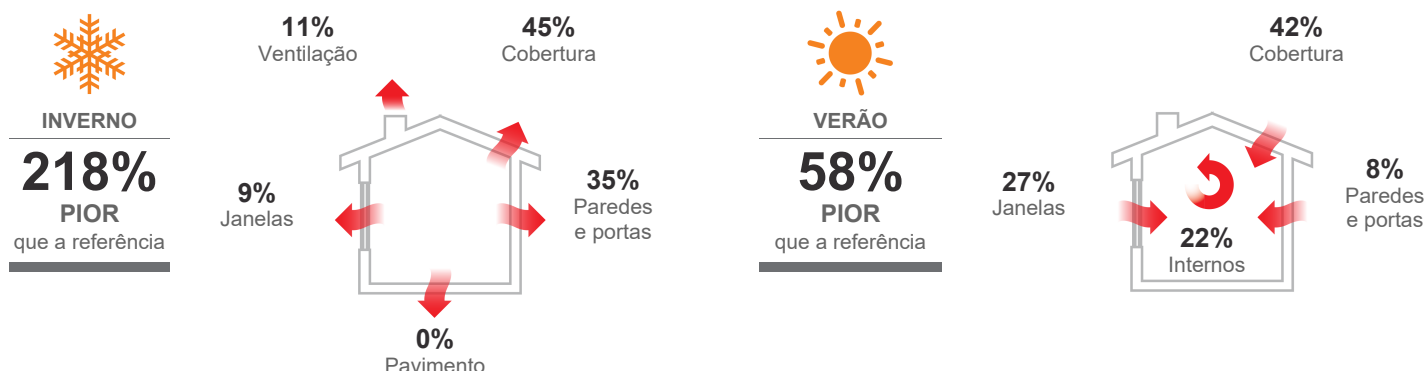 INVERNO
218%
PIOR
que a referência
11%
Ventilação
45%
Cobertura
9%
Janelas
35%
Paredes
e portas
0%
Pavimento
VERÃO
58%
PIOR
que a referência
42%
Cobertura
27%
Janelas
8%
Paredes
e portas
22%
Internos